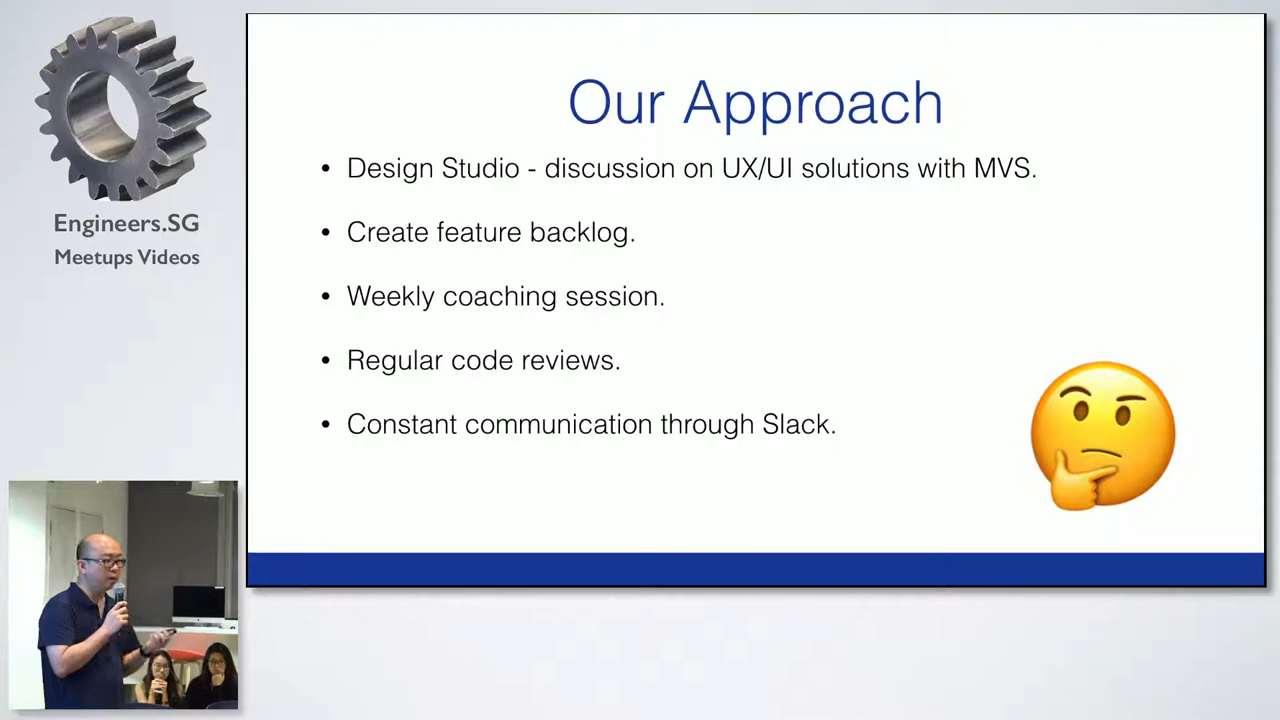 Engineers.SG
Meetups Videos
Our Approach
• Design Studio - discussion on UX/UI solutions with MVS.
• Create feature backlog.
• Weekly coaching session.
• Regular code reviews.
• Constant communication through Slack.